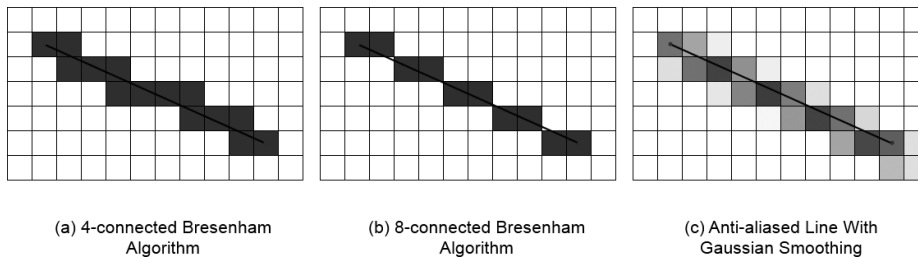 (a) 4-connected Bresenham
Algorithm
(b) 8-connected Bresenham
Algorithm
(c) Anti-aliased Line With
Gaussian Smoothing